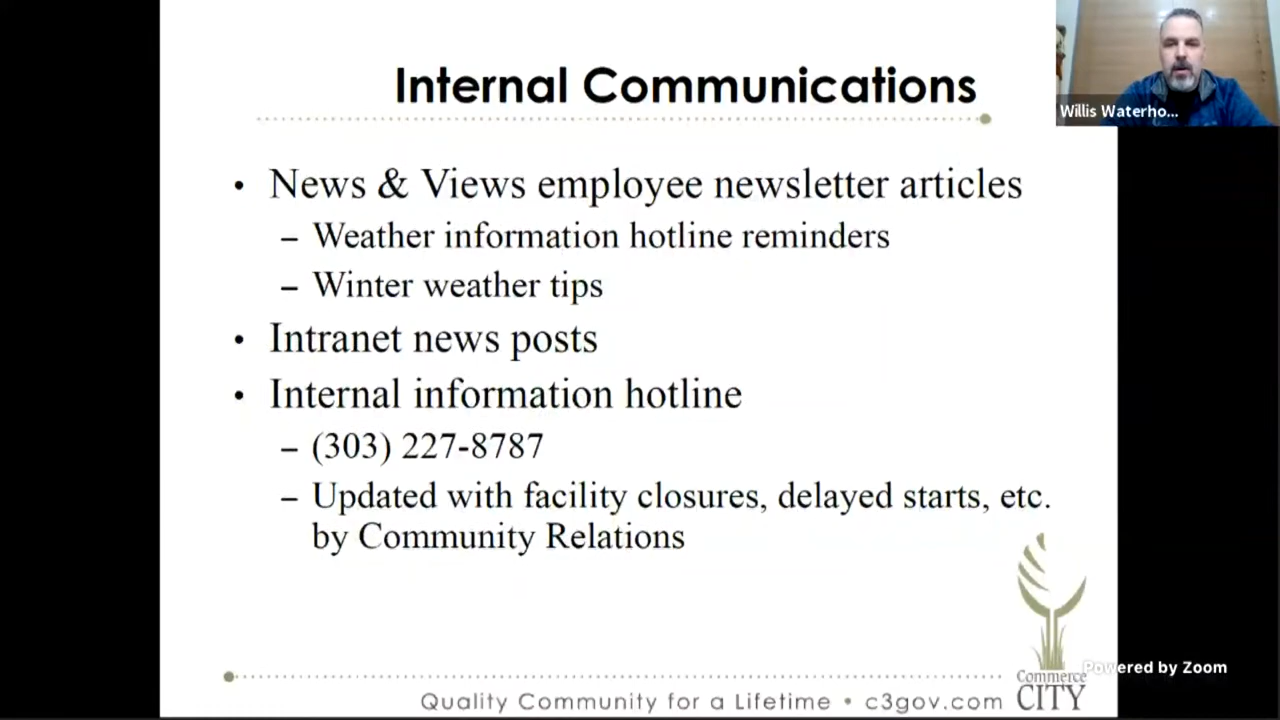 Internal Communications
Willis Waterho...
• News & Views employee newsletter articles
– Weather information hotline reminders
– Winter weather tips
• Intranet news posts
• Internal information hotline
– (303) 227-8787
– Updated with facility closures, delayed starts, etc.
by Community Relations
Powered by Zoom
Commerce
CITY
Quality Community for a Lifetime • c3gov.com